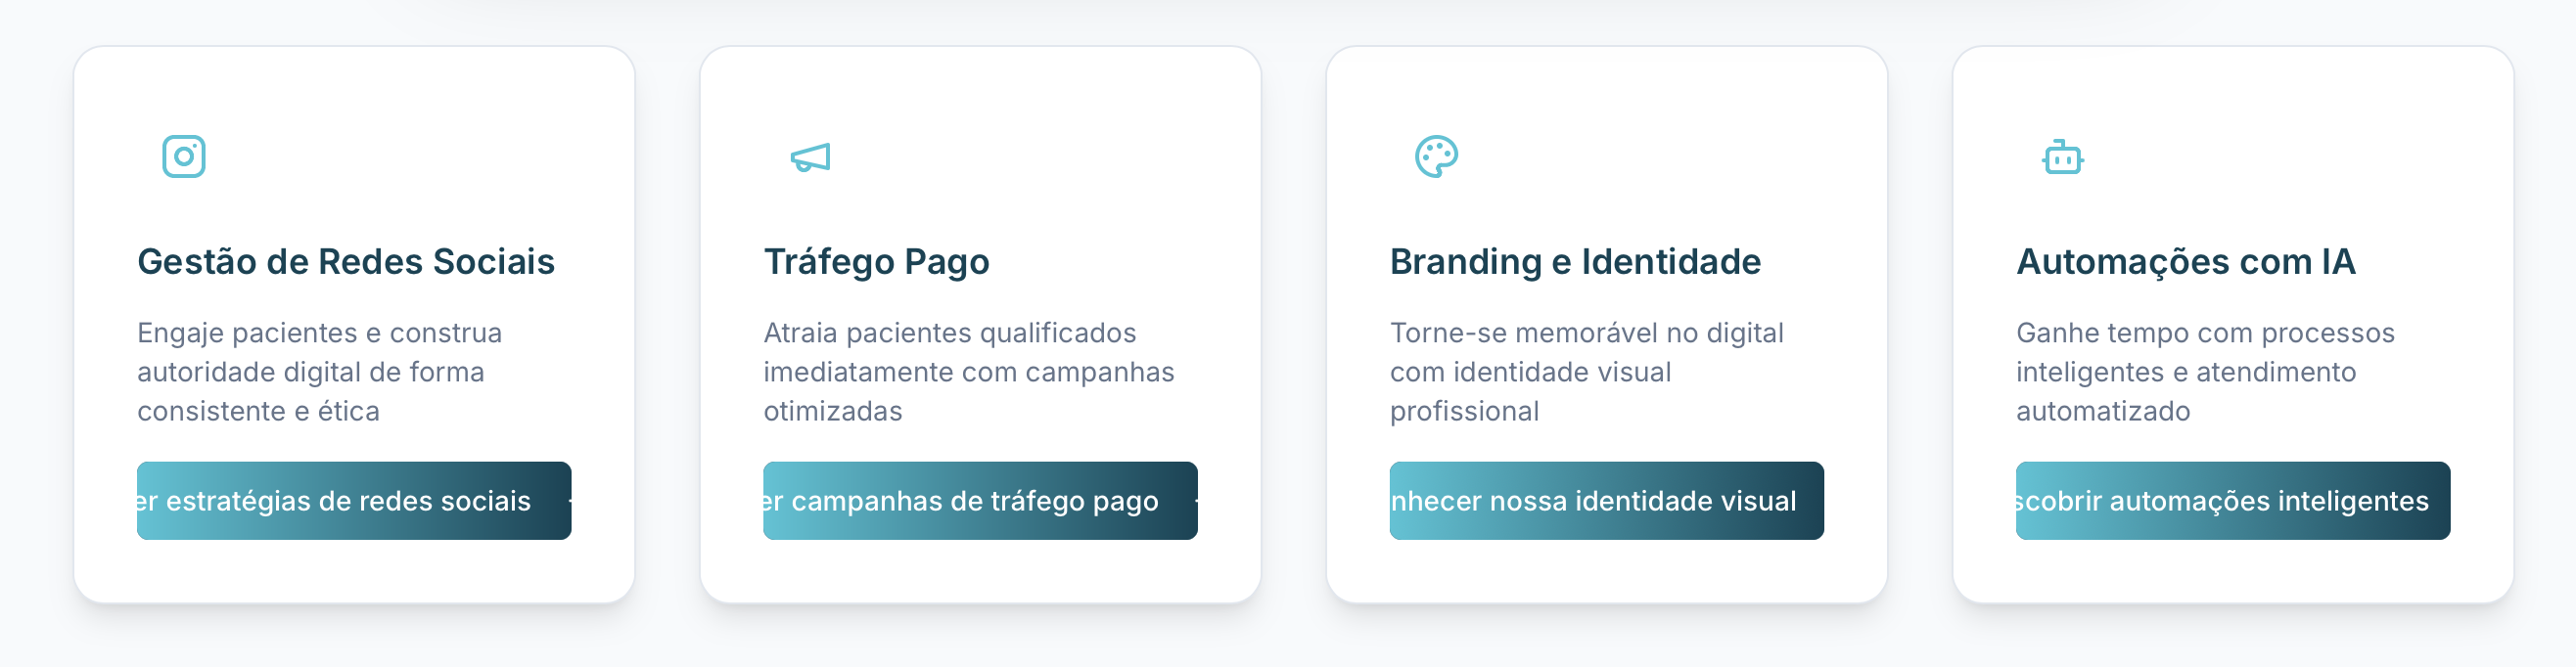 Gestão de Redes Sociais
Engaje pacientes e construa
autoridade digital de forma
consistente e ética
er estratégias de redes sociais
Tráfego Pago
Atraia pacientes qualificados
imediatamente com campanhas
otimizadas
er campanhas de tráfego pago
Branding e Identidade
Torne-se memorável no digital
com identidade visual
profissional
nhecer nossa identidade visual
Automações com IA
Ganhe tempo com processos
inteligentes e atendimento
automatizado
scobrir automações inteligentes